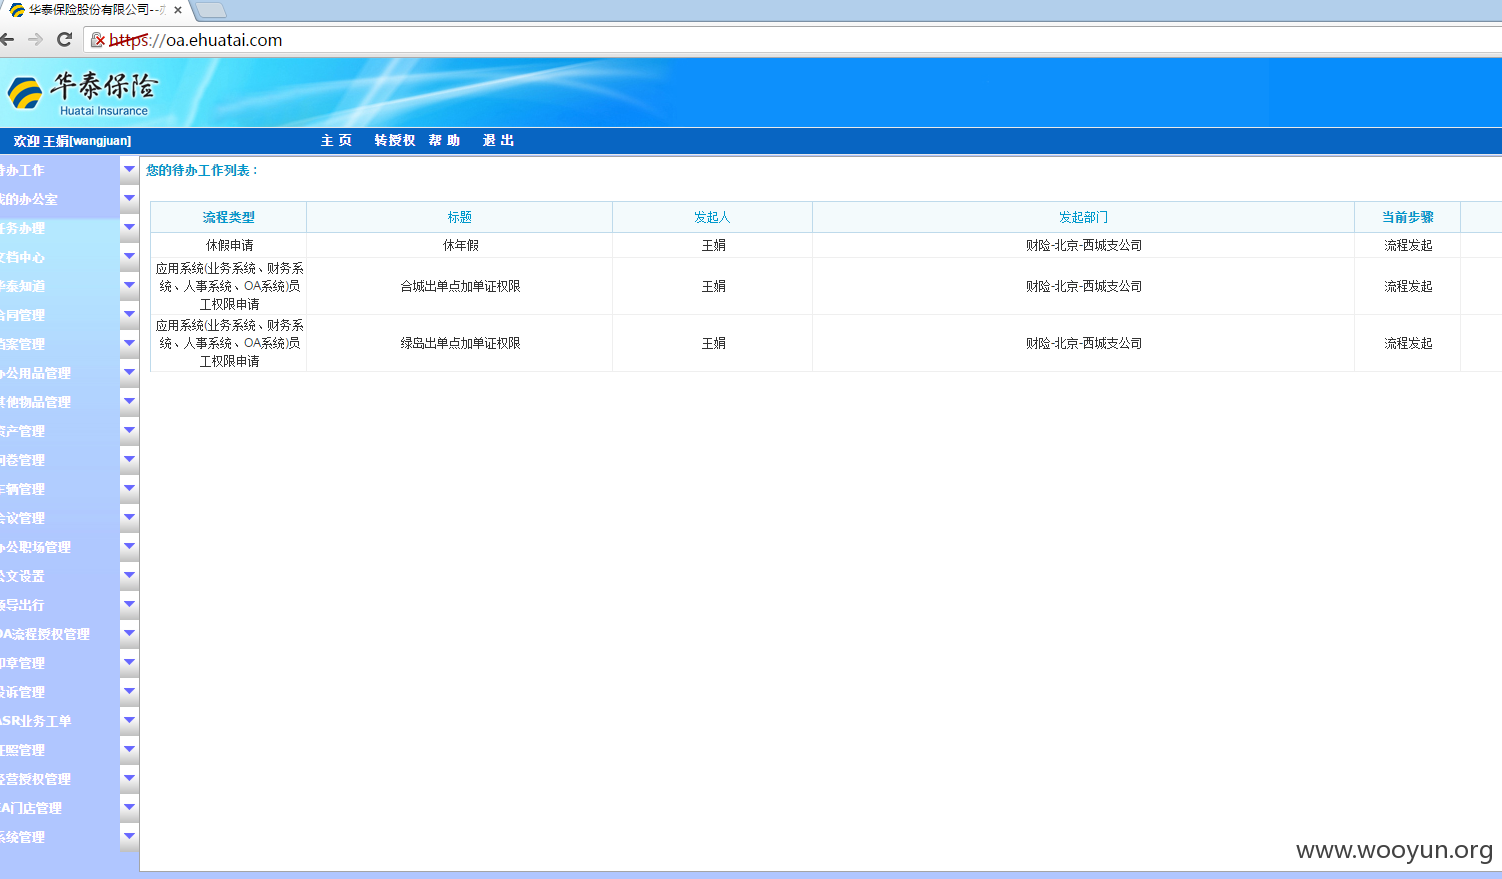 华泰保险股份有限公司--
https://oa.ehuatai.com
华泰保险
Huatai Insurance
欢迎 王娟[wangjuan]
主 页 转授权 帮 助 退 出
待办工作
我的办公室
任务办理
文档中心
华泰知道
合同管理
档案管理
办公用品管理
其他物品管理
资产管理
问卷管理
车辆管理
会议管理
办公职场管理
公文设置
领导出行
OA流程授权管理
印章管理
投诉管理
ASR业务工单
证照管理
经营授权管理
EA门店管理
系统管理
您的待办工作列表：
流程类型 标题 发起人 发起部门 当前步骤
休假申请 休年假 王娟 财险-北京-西城支公司 流程发起
应用系统(业务系统、财务系
统、人事系统、OA系统)员
工权限申请
合城出单点加单证权限 王娟 财险-北京-西城支公司 流程发起
应用系统(业务系统、财务系
统、人事系统、OA系统)员
工权限申请
绿岛出单点加单证权限 王娟 财险-北京-西城支公司 流程发起
www.wooyun.org